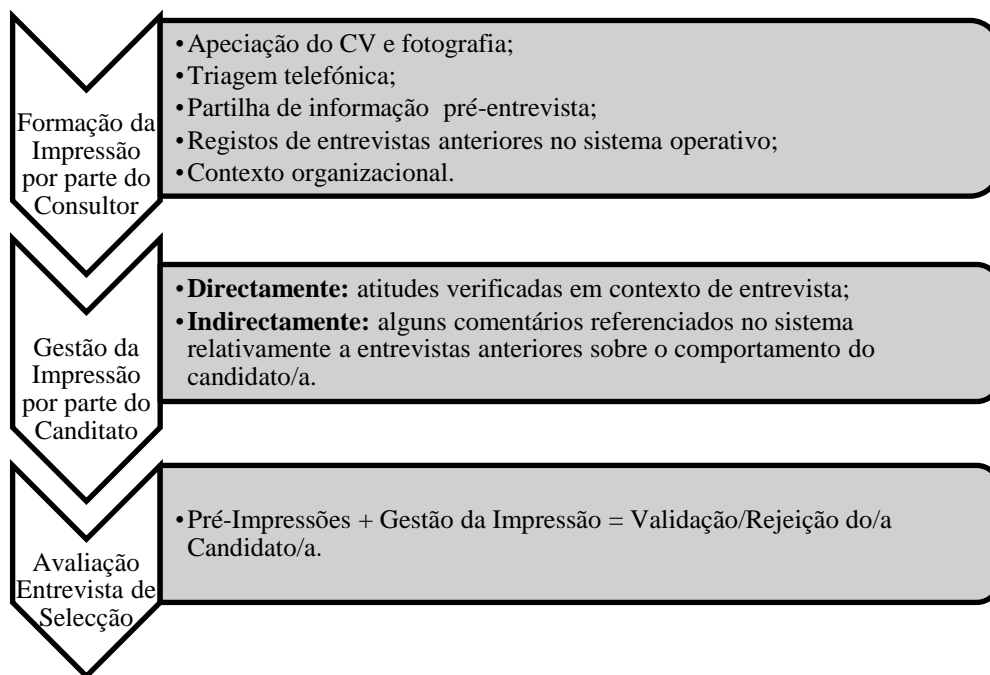 Formação da
Impressão
por parte do
Consultor
•Apeciação do CV e fotografia;
•Triagem telefónica;
•Partilha de informação pré-entrevista;
•Registos de entrevistas anteriores no sistema operativo;
•Contexto organizacional.
Gestão da
Impressão
por parte do
Canditato
•Directamente: atitudes verificadas em contexto de entrevista;
•Indirectamente: alguns comentários referenciados no sistema
relativamente a entrevistas anteriores sobre o comportamento do
candidato/a.
Avaliação
Entrevista de
Selecção
•Pré-Impressões + Gestão da Impressão = Validação/Rejeição do/a
Candidato/a.